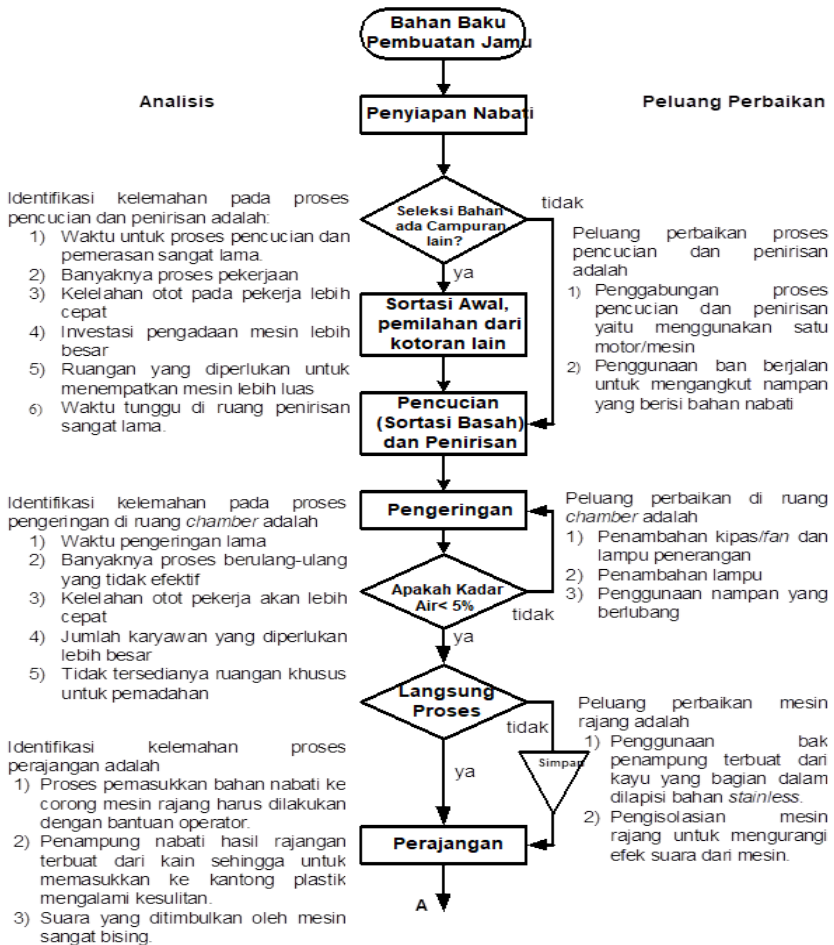 Bahan Baku
Pembuatan Jamu
Analisis
Penyiapan Nabati
Peluang Perbaikan
Identifikasi kelemahan pada proses
pencucian dan penirisan adalah:
1) Waktu untuk proses pencucian dan
pemerasan sangat lama.
2) Banyaknya proses pekerjaan
3) Kelelahan otot pada pekerja lebih
cepat
4) Investasi pengadaan mesin lebih
besar
5) Ruangan yang diperlukan untuk
menempatkan mesin lebih luas
6) Waktu tunggu di ruang penirisan
sangat lama.
Seleksi Bahan
ada Campuran
lain?
tidak
ya
Sortasi Awal,
pemilahan dari
kotoran lain
Pencucian
(Sortasi Basah)
dan Penirisan
Peluang perbaikan proses
pencucian dan penirisan
adalah
1) Penggabungan proses
pencucian dan penirisan
yaitu menggunakan satu
motor/mesin
2) Penggunaan ban berjalan
untuk mengangkut nampan
yang berisi bahan nabati
Identifikasi kelemahan pada proses
pengeringan di ruang chamber adalah
1) Waktu pengeringan lama
2) Banyaknya proses berulang-ulang
yang tidak efektif
3) Kelelahan otot pekerja akan lebih
cepat
4) Jumlah karyawan yang diperlukan
lebih besar
5) Tidak tersedianya ruangan khusus
untuk pemadahan
Pengeringan
Apakah Kadar
Air< 5%
tidak
ya
Peluang perbaikan di ruang
chamber adalah
1) Penambahan kipas/fan dan
lampu penerangan
2) Penambahan lampu
3) Penggunaan nampan yang
berlubang
Langsung
Proses
tidak
ya
Simpan
Identifikasi kelemahan proses
perajangan adalah
1) Proses pemasukkan bahan nabati ke
corong mesin rajang harus dilakukan
dengan bantuan operator.
2) Penampung nabati hasil rajangan
terbuat dari kain sehingga untuk
memasukkan ke kantong plastik
mengalami kesulitan.
3) Suara yang ditimbulkan oleh mesin
sangat bising.
Perajangan
A
Peluang perbaikan mesin
rajang adalah
1) Penggunaan bak
penampung terbuat dari
kayu yang bagian dalam
dilapisi bahan stainless.
2) Pengisolasian mesin
rajang untuk mengurangi
efek suara dari mesin.